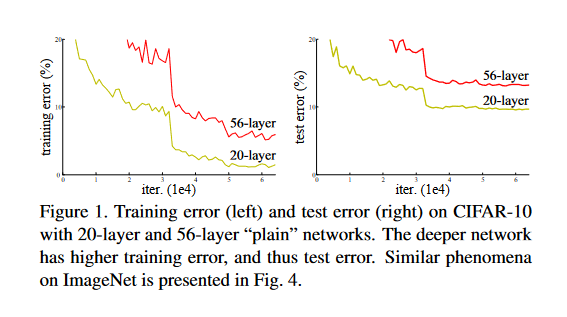 20
10
0
training error (%)
0 1 2 3 4 5 6
iter. (1e4)
56-layer
20-layer
20
10
0
test error (%)
0 1 2 3 4 5 6
iter. (1e4)
56-layer
20-layer
Figure 1. Training error (left) and test error (right) on CIFAR-10
with 20-layer and 56-layer “plain” networks. The deeper network
has higher training error, and thus test error. Similar phenomena
on ImageNet is presented in Fig. 4.